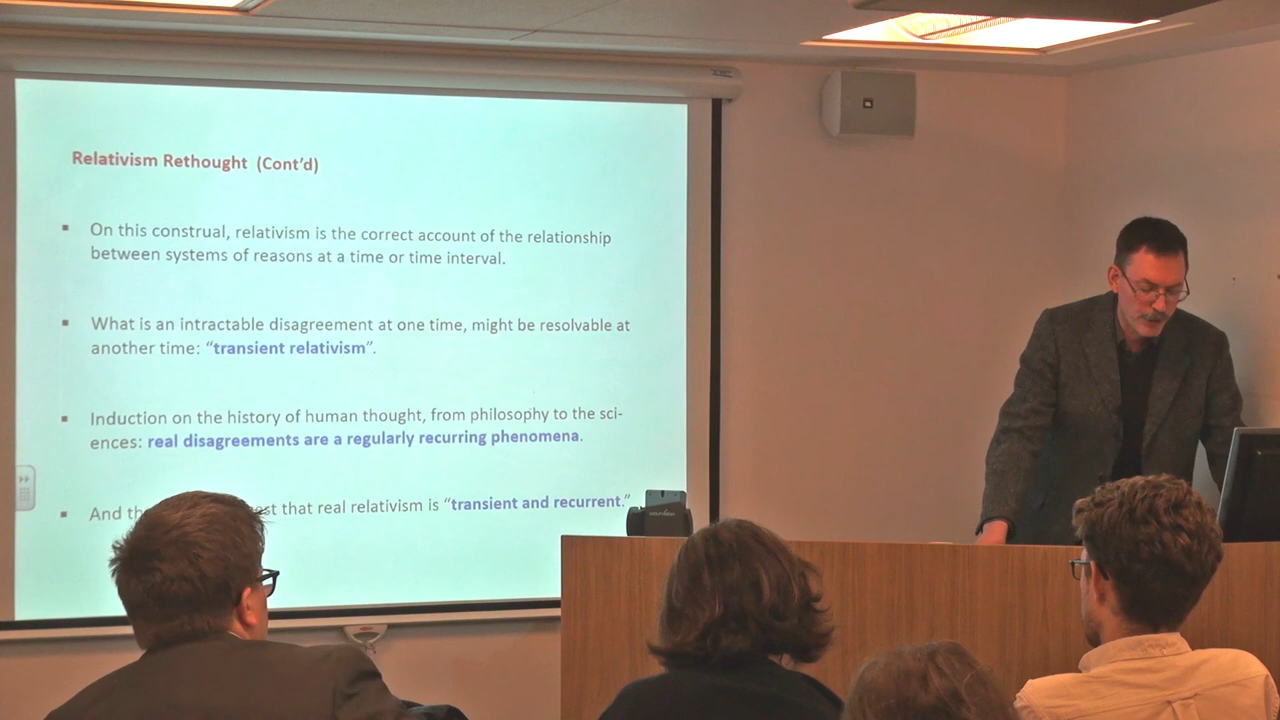 Relativism Rethought (Cont'd)
▪ On this construal, relativism is the correct account of the relationship
between systems of reasons at a time or time interval.
▪ What is an intractable disagreement at one time, might be resolvable at
another time: “transient relativism”.
▪ Induction on the history of human thought, from philosophy to the sci-
ences: real disagreements are a regularly recurring phenomena.
▪ And that real relativism is “transient and recurrent.”